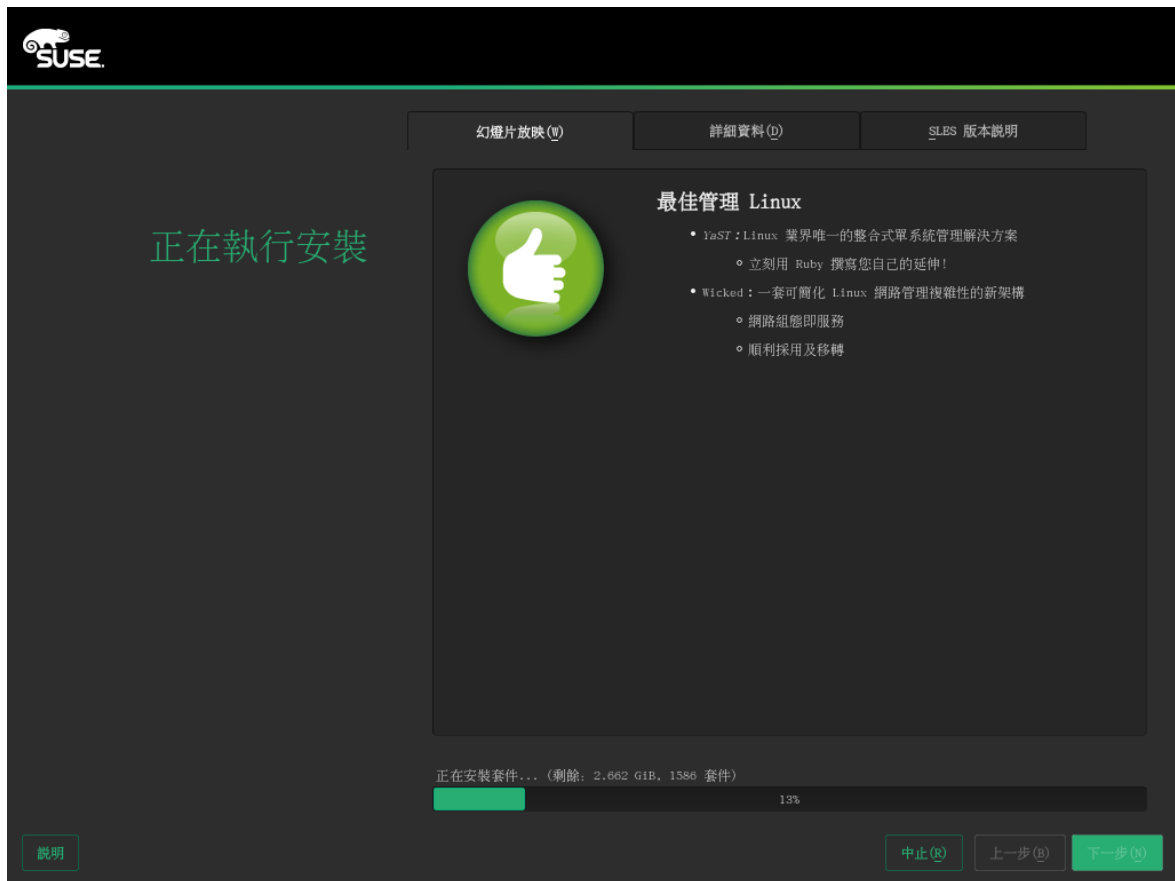 SUSE.
幻燈片放映(W)
詳細資料(D)
SLES 版本説明
正在執行安裝
最佳管理 Linux
• YaST：Linux 業界唯一的整合式單系統管理解決方案
◦ 立刻用 Ruby 撰寫您自己的延伸！
• Wicked：一套可簡化 Linux 網路管理複雜性的新架構
◦ 網路組態即服務
◦ 順利採用及移轉
正在安裝套件... (剩餘: 2.662 GiB, 1586 套件)
13%
説明
中止(R)
上一步(B)
下一步(N)